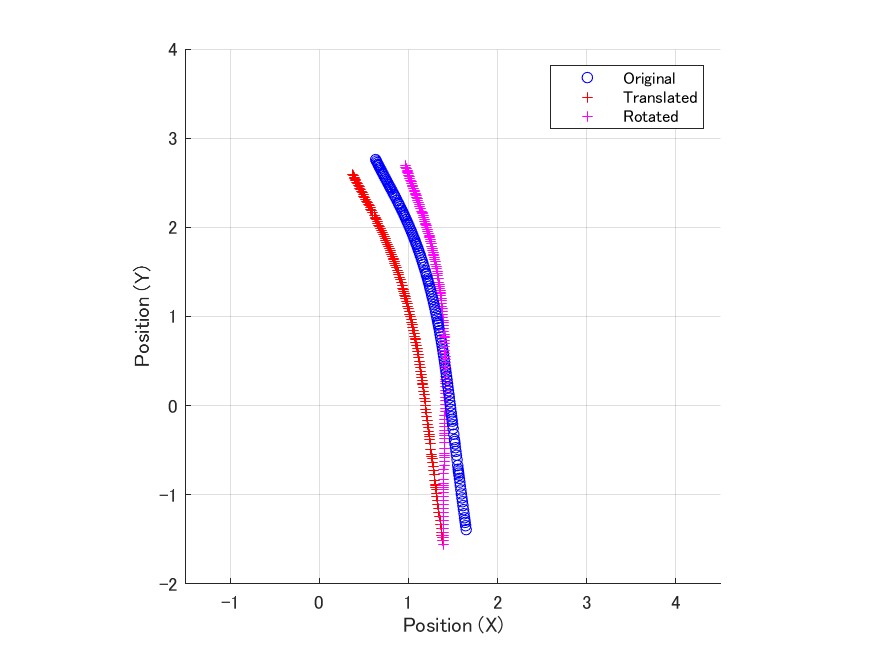 4
3
2
1
0
−1
−2
−1
0
1
2
3
4
Position (X)
Position (Y)
Original
Translated
Rotated